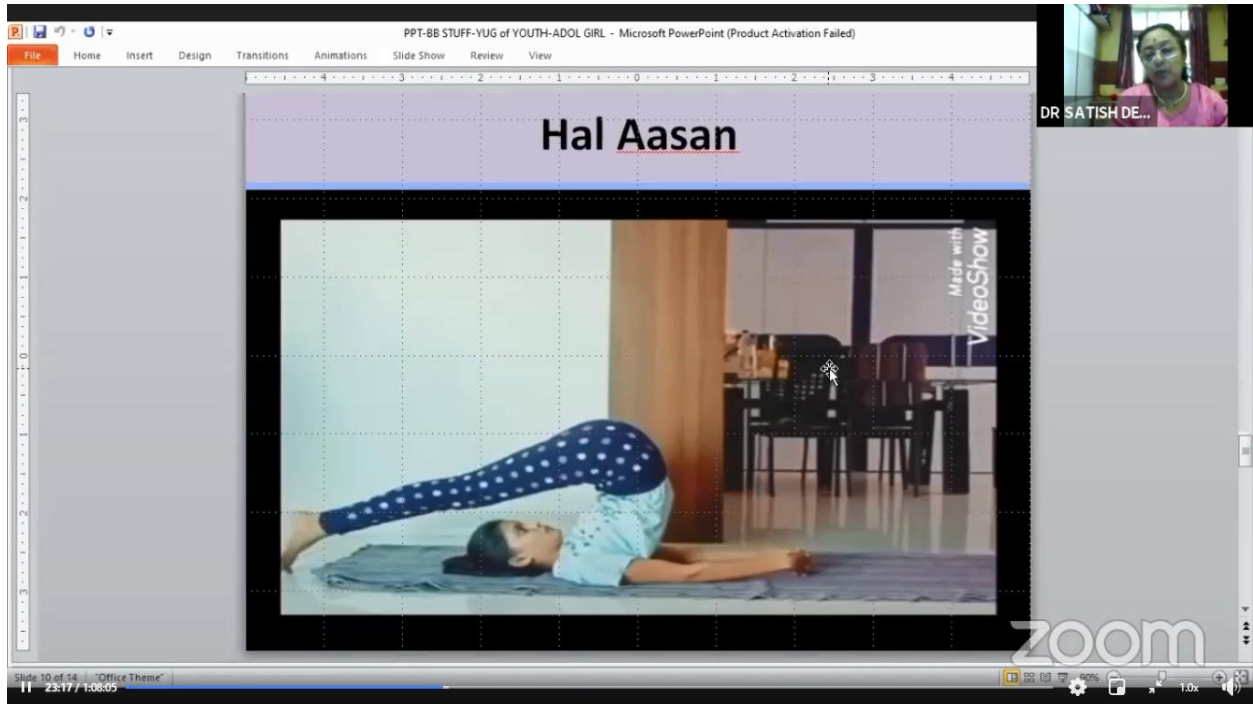 PPT-BB STUFF-YUG of YOUTH-ADOL GIRL - Microsoft PowerPoint (Product Activation Failed)
File Home Insert Design Transitions Animations Slide Show Review View
DR SATISH DE...
Hal Aasan
Made with
VideoShow
zoom
Slide 10 of 14 "Office Theme" 90%
23:17 / 1:08:05 1.0x